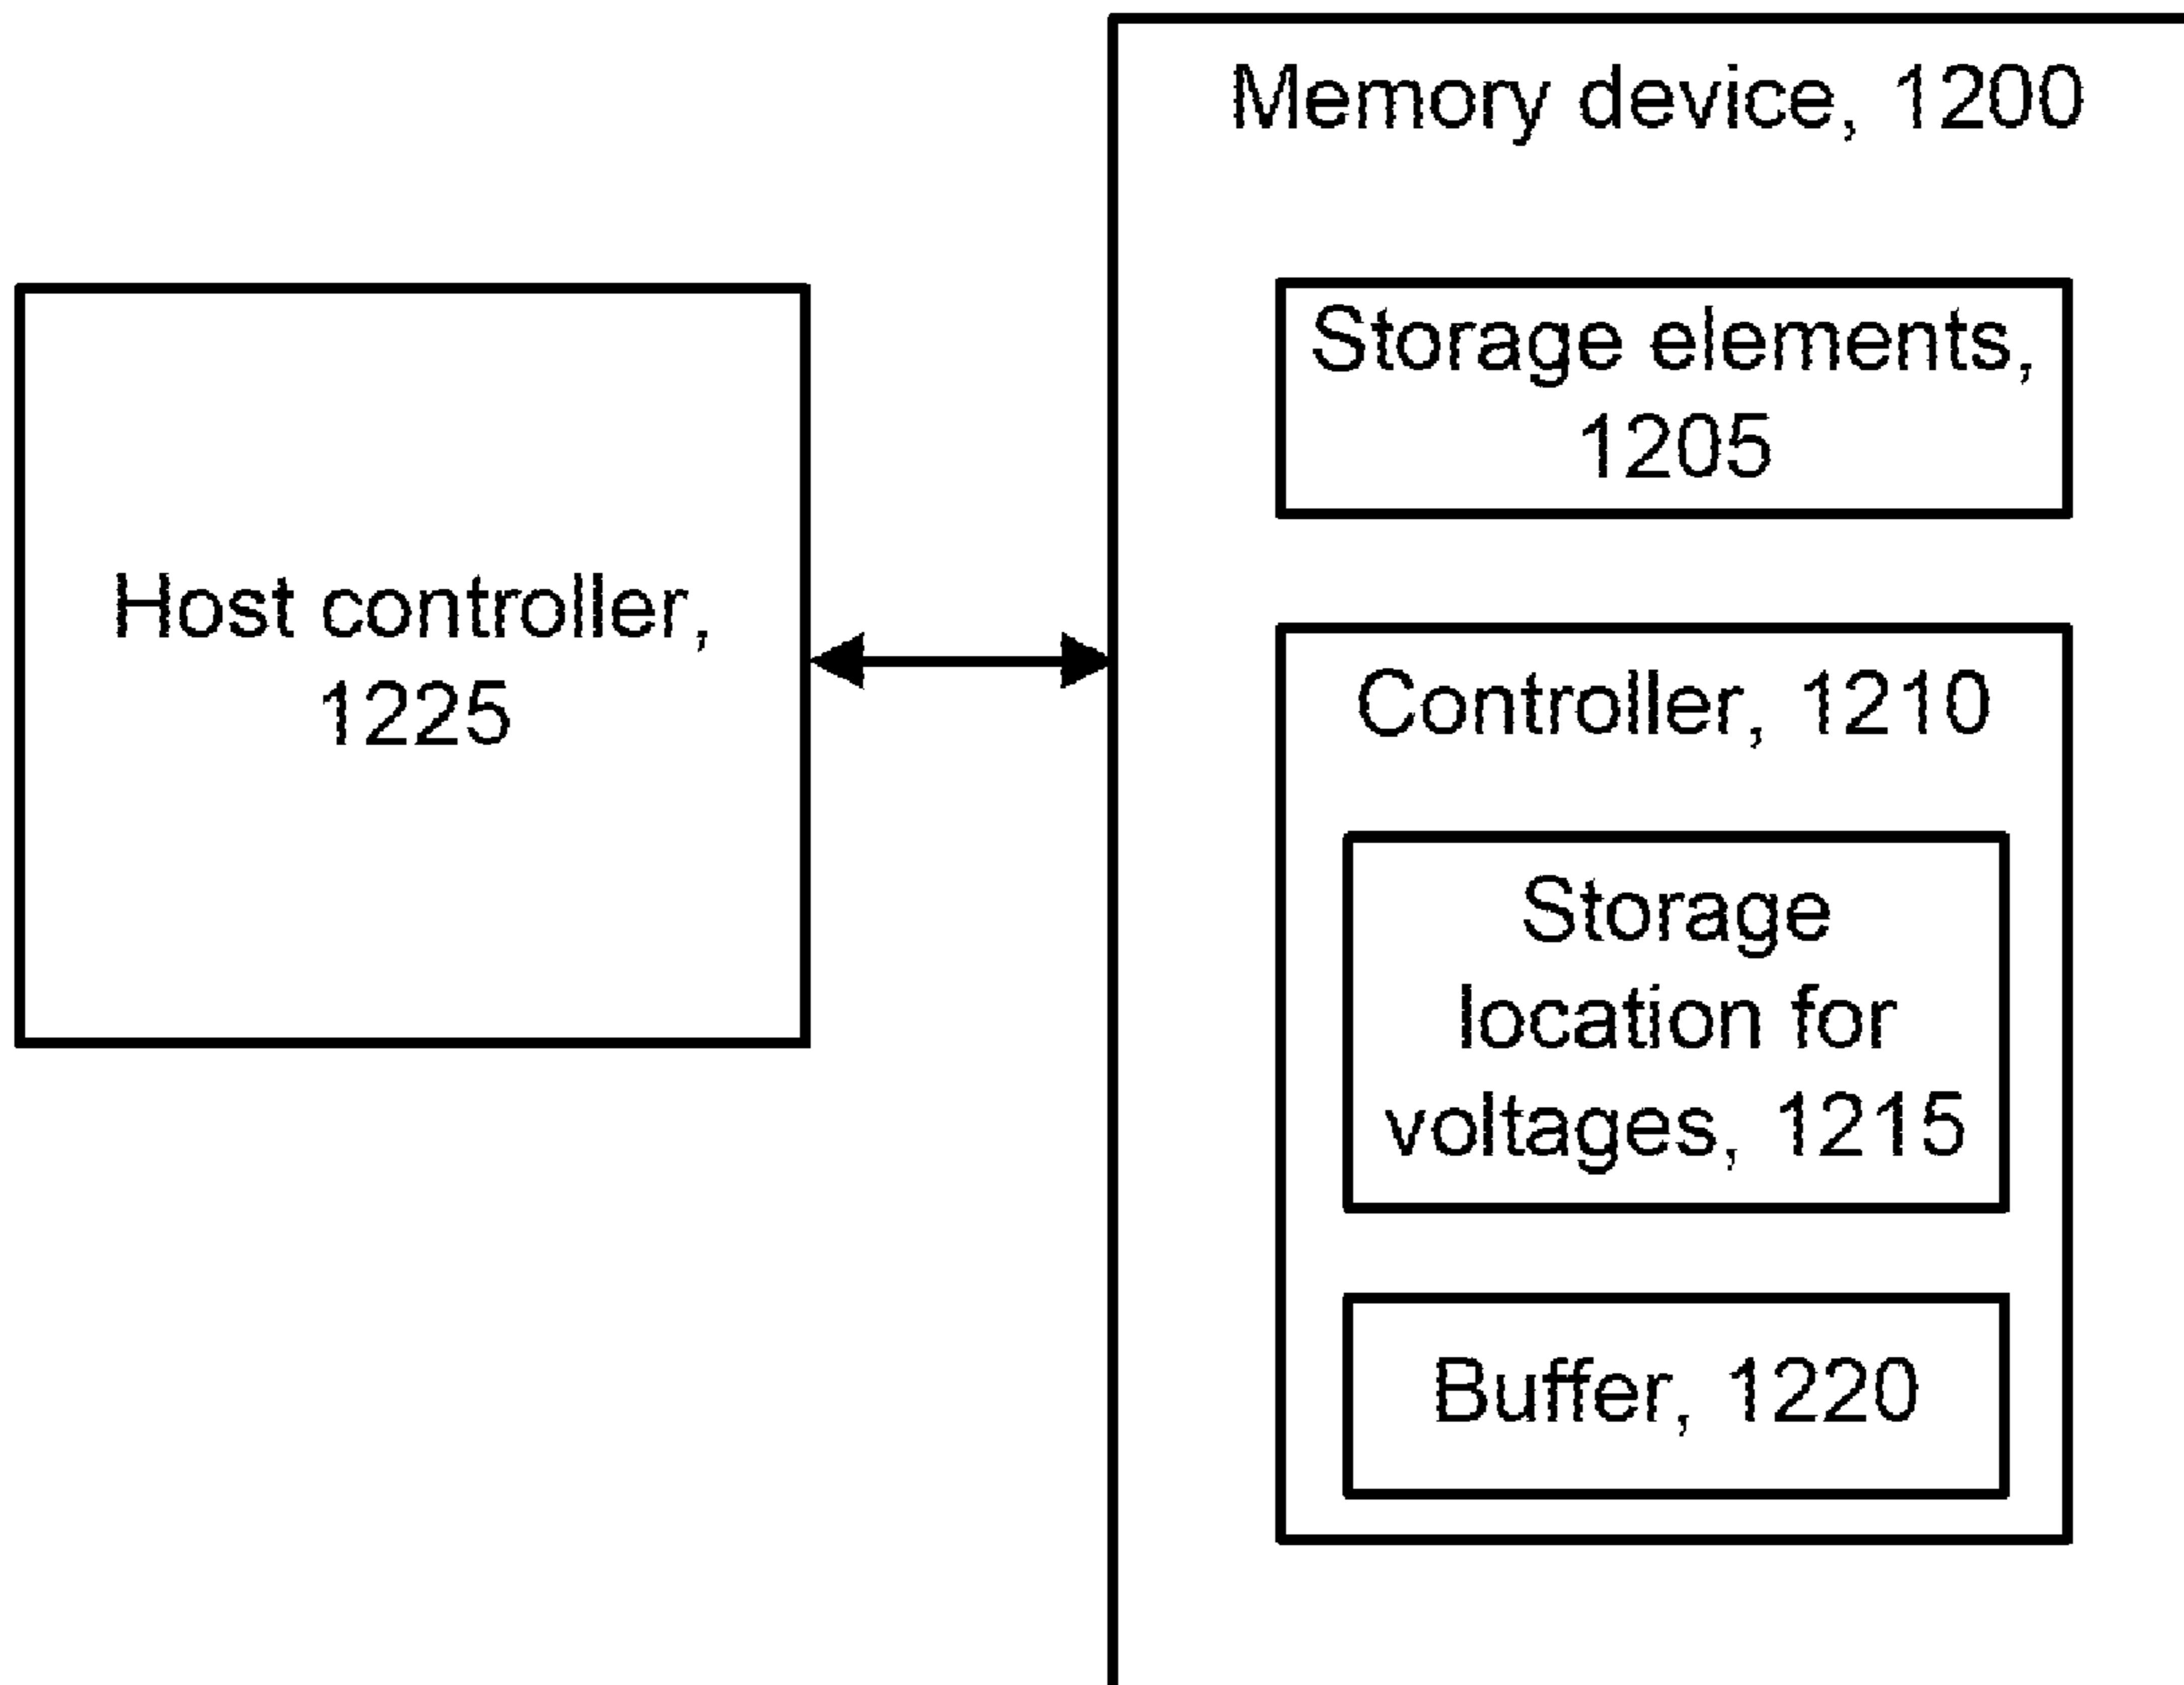 Memory device, 1200
Storage elements,
1205
Host controller,
1225
Controller, 1210
Storage
location for
voltages, 1215
Buffer, 1220